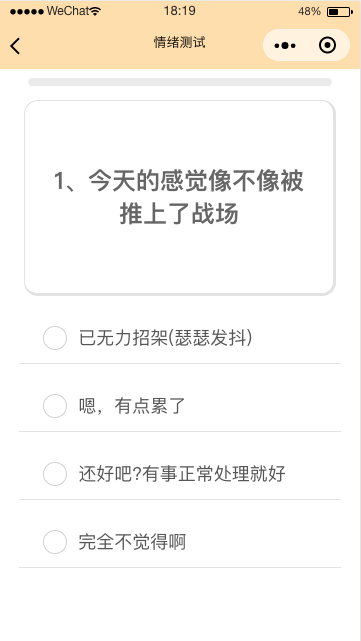 WeChat 18:19 48%
情绪测试
1、今天的感觉像不像被
推上了战场
已无力招架(瑟瑟发抖)
嗯，有点累了
还好吧?有事正常处理就好
完全不觉得啊